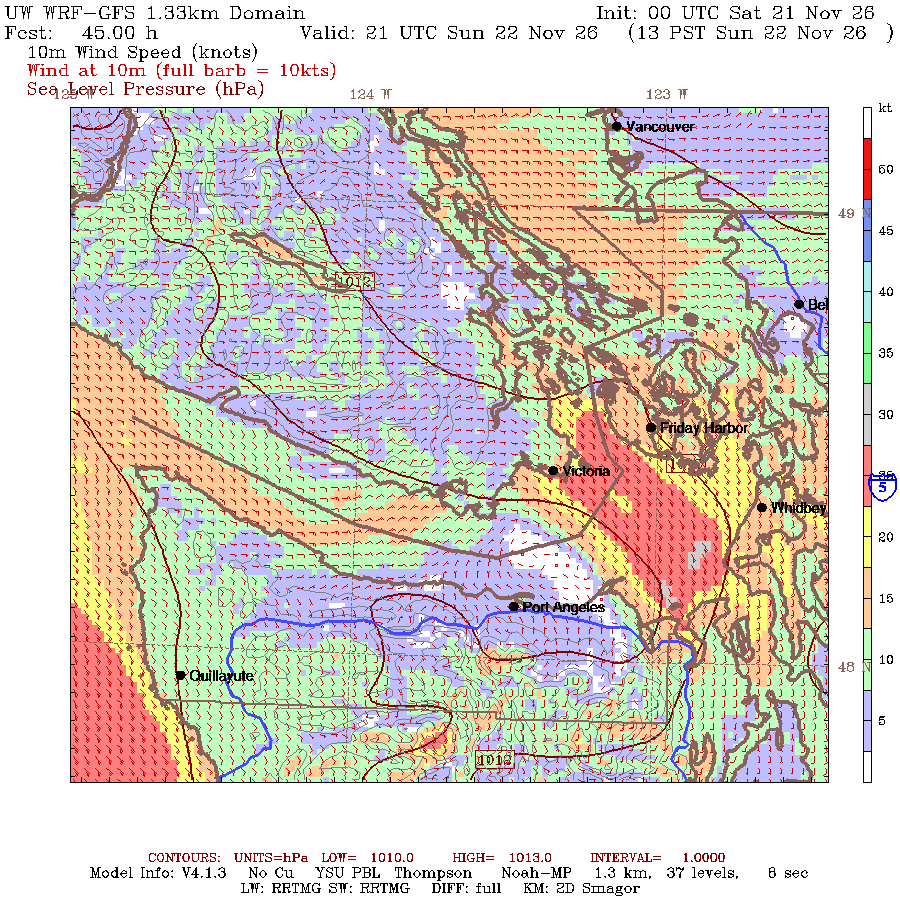 UW WRF-GFS 1.33km Domain Init: 00 UTC Sat 21 Nov 26
Fcst: 45.00 h Valid: 21 UTC Sun 22 Nov 26 (13 PST Sun 22 Nov 26 )
10m Wind Speed (knots)
Wind at 10m (full barb = 10kts)
Sea Level Pressure (hPa)
125 W 124 W 123 W
kt
Vancouver
60
49 N
45
1012
40
Bel
35
30
Friday Harbor
Victoria
25
5
Whidbey
20
Port Angeles
15
48 N
10
Quillayute
5
1012
CONTOURS: UNITS=hPa LOW= 1010.0 HIGH= 1013.0 INTERVAL= 1.0000
Model Info: V4.1.3 No Cu YSU PBL Thompson Noah-MP 1.3 km, 37 levels, 8 sec
LW: RRTMG SW: RRTMG DIFF: full KM: 2D Smagor